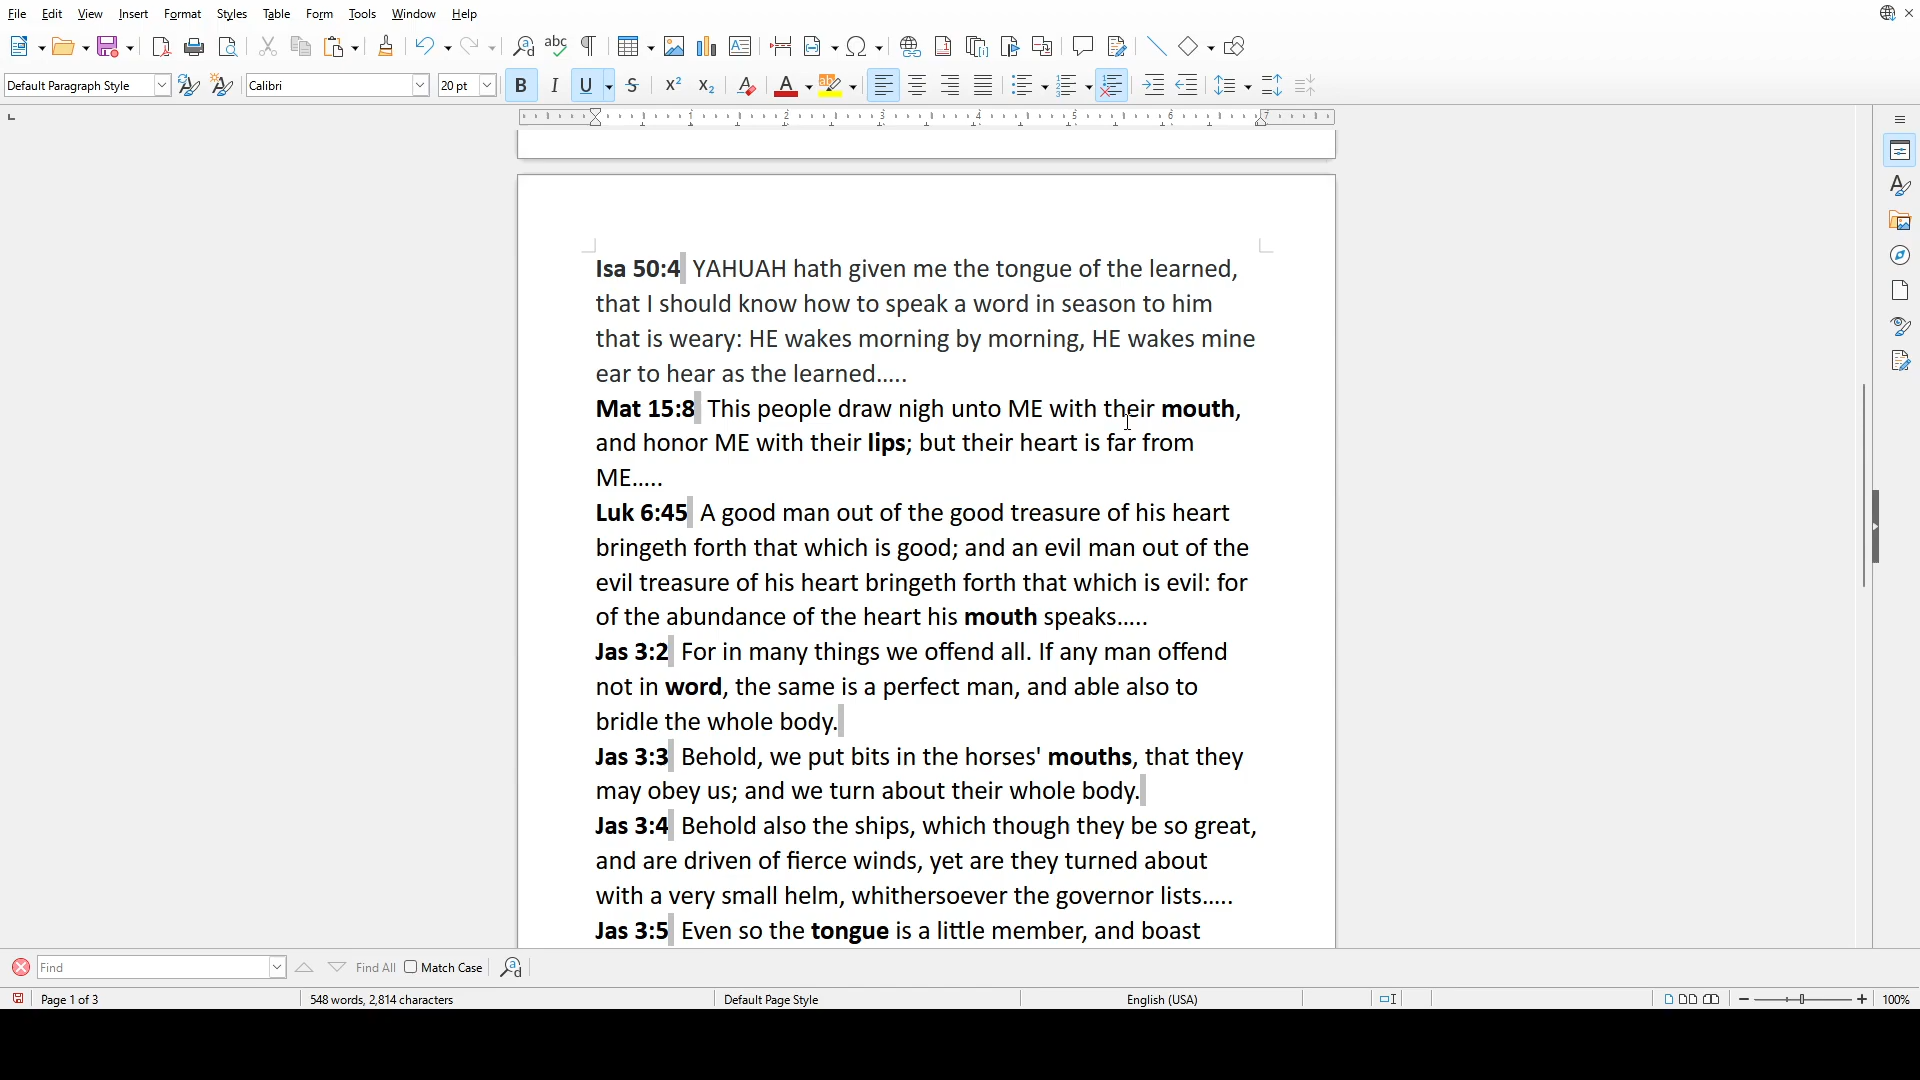 File Edit View Insert Format Styles Table Form Tools Window Help
Default Paragraph Style Calibri 20 pt
Isa 50:4 YAHUAH hath given me the tongue of the learned,
that I should know how to speak a word in season to him
that is weary: HE wakes morning by morning, HE wakes mine
ear to hear as the learned.....
Mat 15:8 This people draw nigh unto ME with their mouth,
and honor ME with their lips; but their heart is far from
ME.....
Luk 6:45 A good man out of the good treasure of his heart
bringeth forth that which is good; and an evil man out of the
evil treasure of his heart bringeth forth that which is evil: for
of the abundance of the heart his mouth speaks.....
Jas 3:2 For in many things we offend all. If any man offend
not in word, the same is a perfect man, and able also to
bridle the whole body.
Jas 3:3 Behold, we put bits in the horses' mouths, that they
may obey us; and we turn about their whole body.
Jas 3:4 Behold also the ships, which though they be so great,
and are driven of fierce winds, yet are they turned about
with a very small helm, whithersoever the governor lists.....
Jas 3:5 Even so the tongue is a little member, and boast
Find Find All Match Case
Page 1 of 3 548 words, 2,814 characters Default Page Style English (USA) 100%